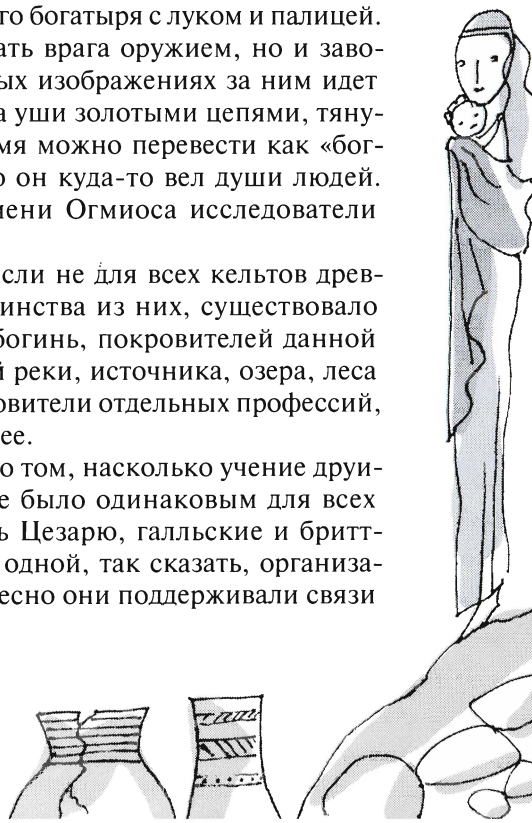 го богатыря с луком и палицей.
ать врага оружием, но и заво-
ых изображениях за ним идет
а уши золотыми цепями, тяну-
мя можно перевести как «бог-
о он куда-то вел души людей.
иени Огмиоса исследователи
сли не для всех кельтов древ-
инства из них, существовало
богинь, покровителей данной
й реки, источника, озера, леса
овители отдельных профессий,
ее.
о том, насколько учение друи-
е было одинаковым для всех
ь Цезарю, галльские и бритт-
одной, так сказать, организа-
есно они поддерживали связи